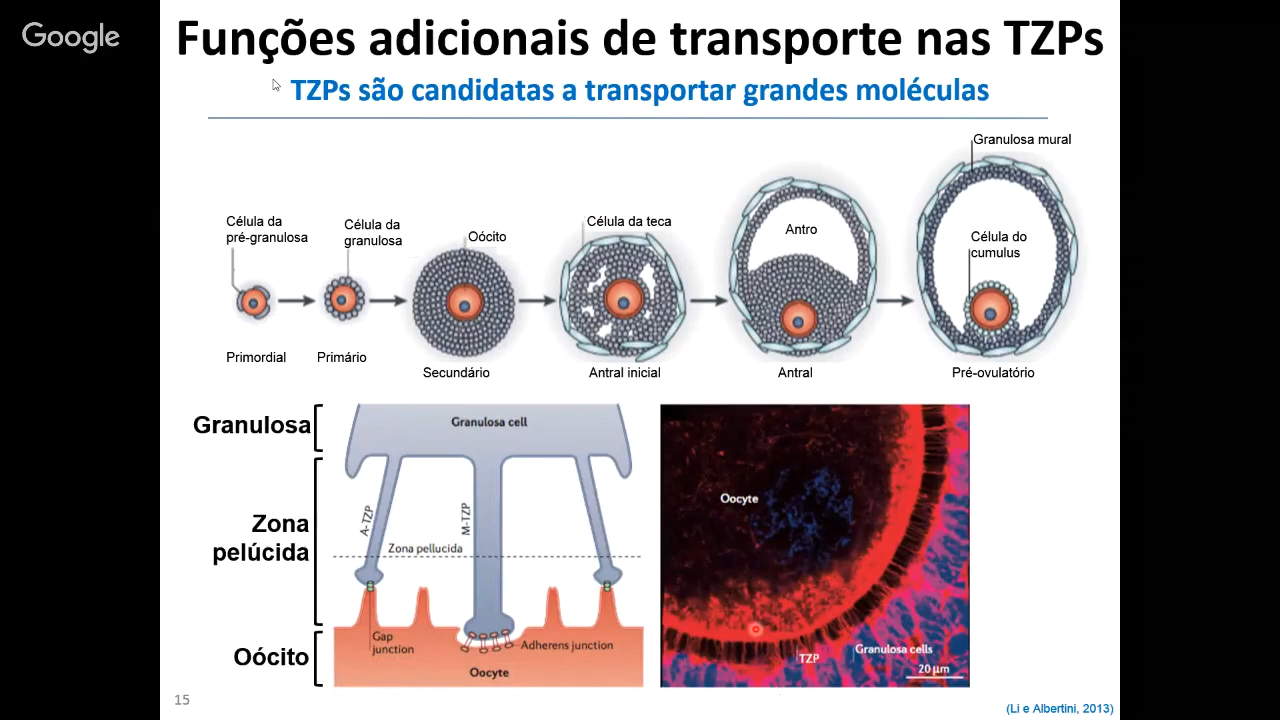 Google
Funções adicionais de transporte nas TZPs
TZPs são candidatas a transportar grandes moléculas
Granulosa mural
Célula da
pré-granulosa
Célula da
granulosa
Oócito
Célula da teca
Antro
Célula do
cumulus
Primordial
Primário
Secundário
Antral inicial
Antral
Pré-ovulatório
Granulosa
Zona
pelúcida
Oócito
Granulosa cell
A-TZP
M-TZP
Zona pellucida
Gap
junction
Adherens junction
Oocyte
Oocyte
TZP
Granulosa cells
20 µm
15
(Li e Albertini, 2013)